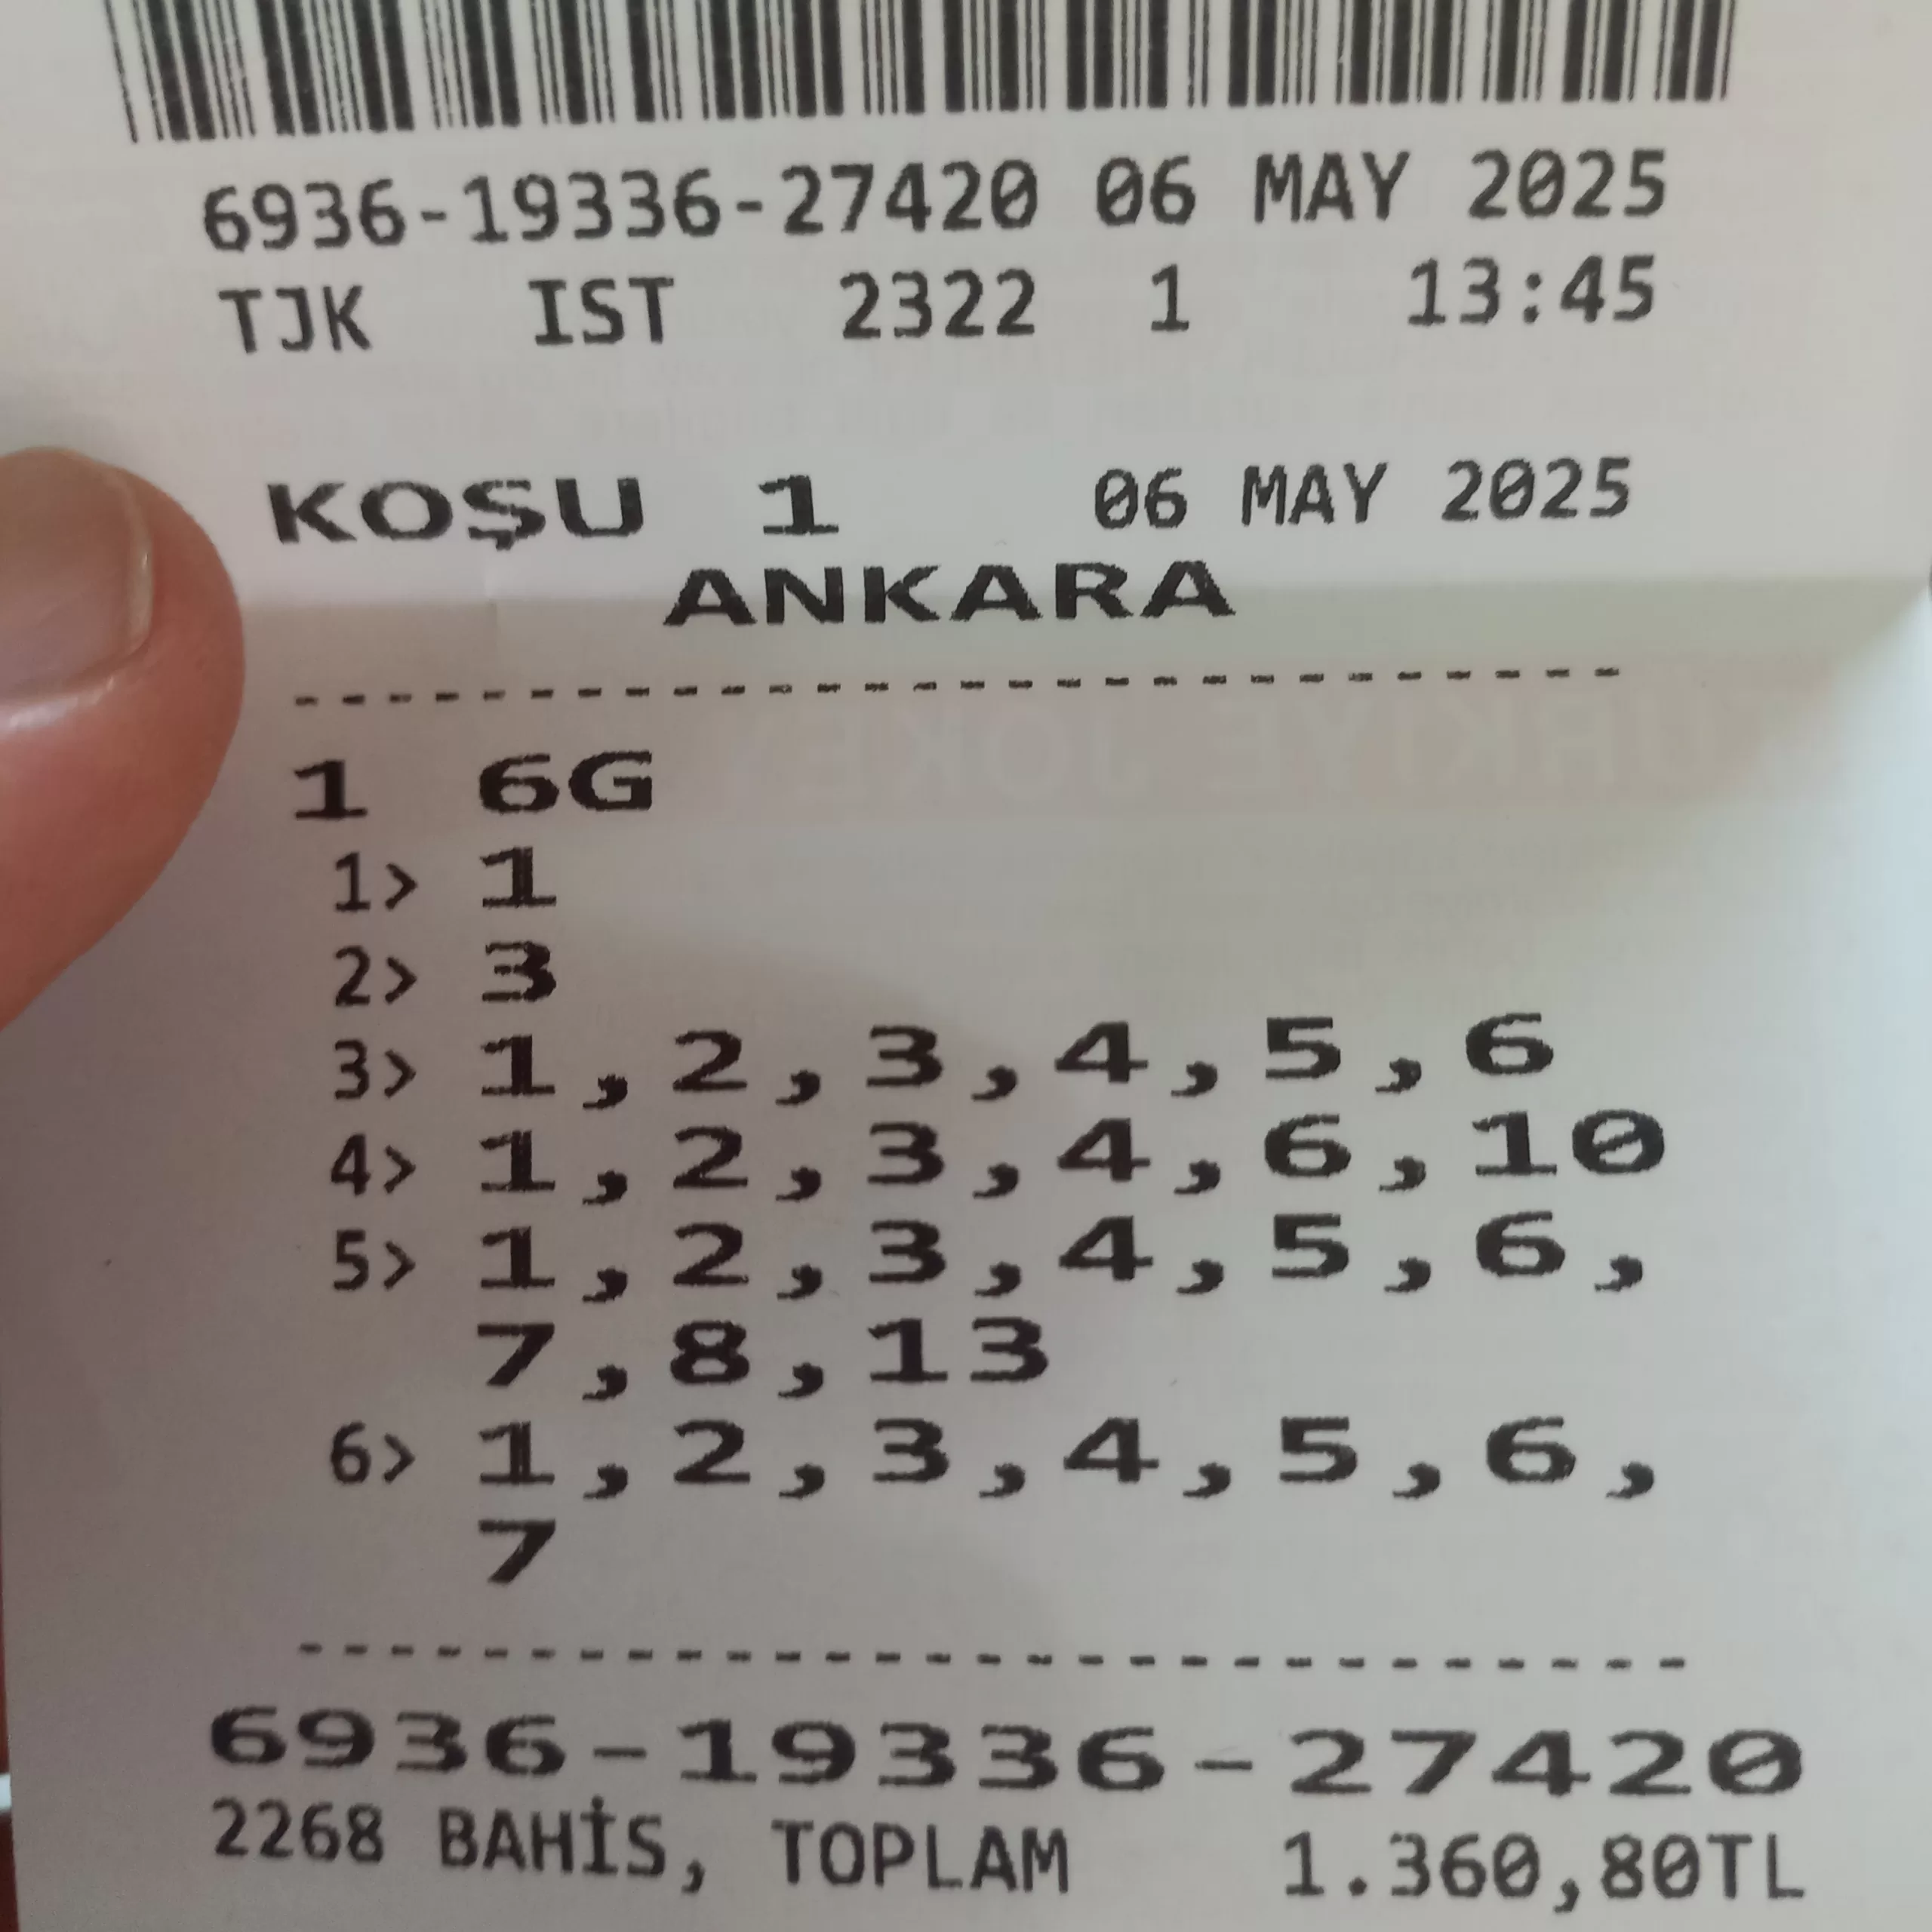 6936-19336-27420 06 MAY 2025
TJK IST 2322 1 13:45
KOŞU 1 06 MAY 2025
ANKARA
1 6G
1> 1
2> 3
3> 1,2,3,4,5,6
4> 1,2,3,4,6,10
5> 1,2,3,4,5,6,
7,8,13
6> 1,2,3,4,5,6,
7
6936-19336-27420
2268 BAHİS, TOPLAM 1.360,80TL